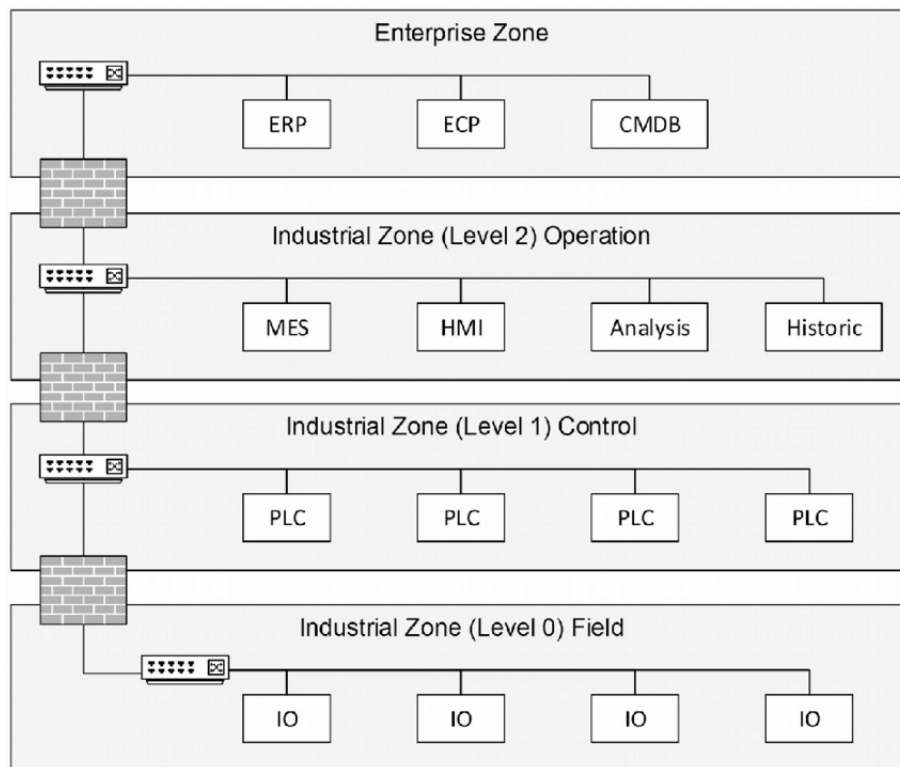 Enterprise Zone
ERP ECP CMDB
Industrial Zone (Level 2) Operation
MES HMI Analysis Historic
Industrial Zone (Level 1) Control
PLC PLC PLC PLC
Industrial Zone (Level 0) Field
IO IO IO IO